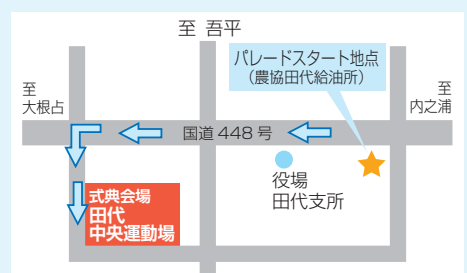 至 吾平
パレードスタート地点
（農協田代給油所）
至
大根占
至
内之浦
国道 448 号
役場
田代支所
式典会場
田代
中央運動場